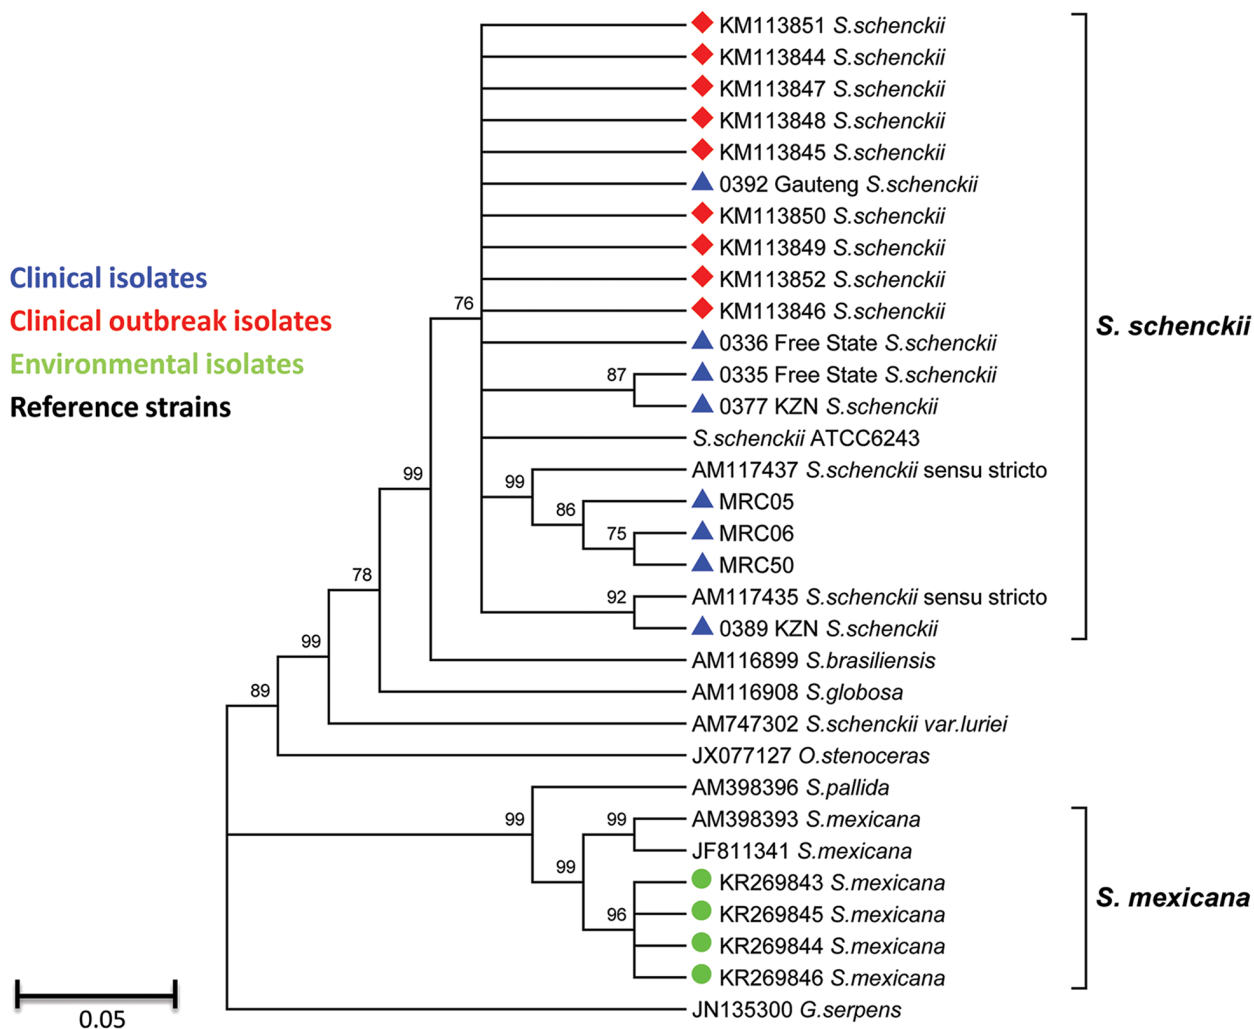 KM113851 S.schenckii
KM113844 S.schenckii
KM113847 S.schenckii
KM113848 S.schenckii
KM113845 S.schenckii
0392 Gauteng S.schenckii
KM113850 S.schenckii
KM113849 S.schenckii
KM113852 S.schenckii
KM113846 S.schenckii
0336 Free State S.schenckii
0335 Free State S.schenckii
0377 KZN S.schenckii
S.schenckii ATCC6243
AM117437 S.schenckii sensu stricto
MRC05
MRC06
MRC50
AM117435 S.schenckii sensu stricto
0389 KZN S.schenckii
AM116899 S.brasiliensis
AM116908 S.globosa
AM747302 S.schenckii var.luriei
JX077127 O.stenoceras
AM398396 S.pallida
AM398393 S.mexicana
JF811341 S.mexicana
KR269843 S.mexicana
KR269845 S.mexicana
KR269844 S.mexicana
KR269846 S.mexicana
JN135300 G.serpens
S. schenckii
S. mexicana
Clinical isolates
Clinical outbreak isolates
Environmental isolates
Reference strains
76
87
99
99
86
75
78
92
99
89
99
99
99
96
0.05